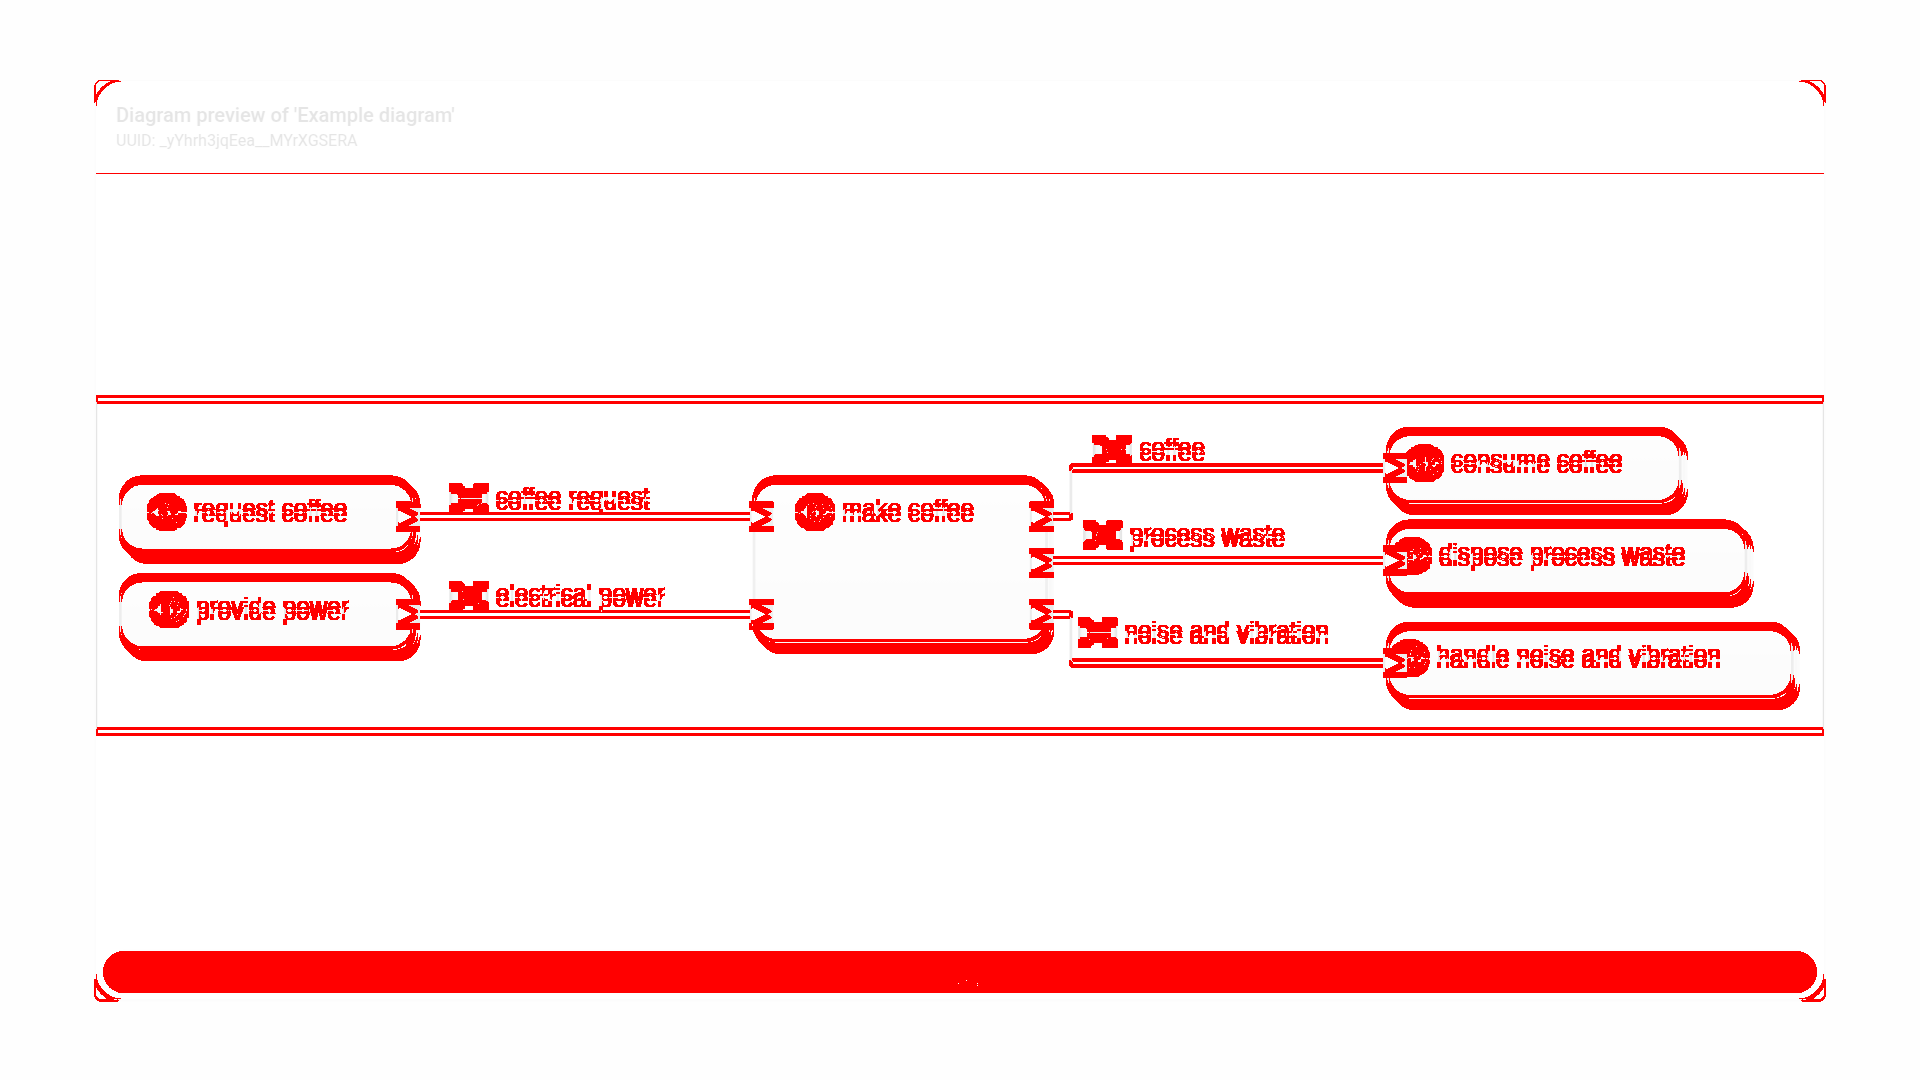 Diagram preview of 'Example diagram'
UUID: _yYhrh3jqEea__MYrXGSERA
request coffee
coffee request
make coffee
provide power
electrical power
coffee
consume coffee
process waste
dispose process waste
noise and vibration
handle noise and vibration